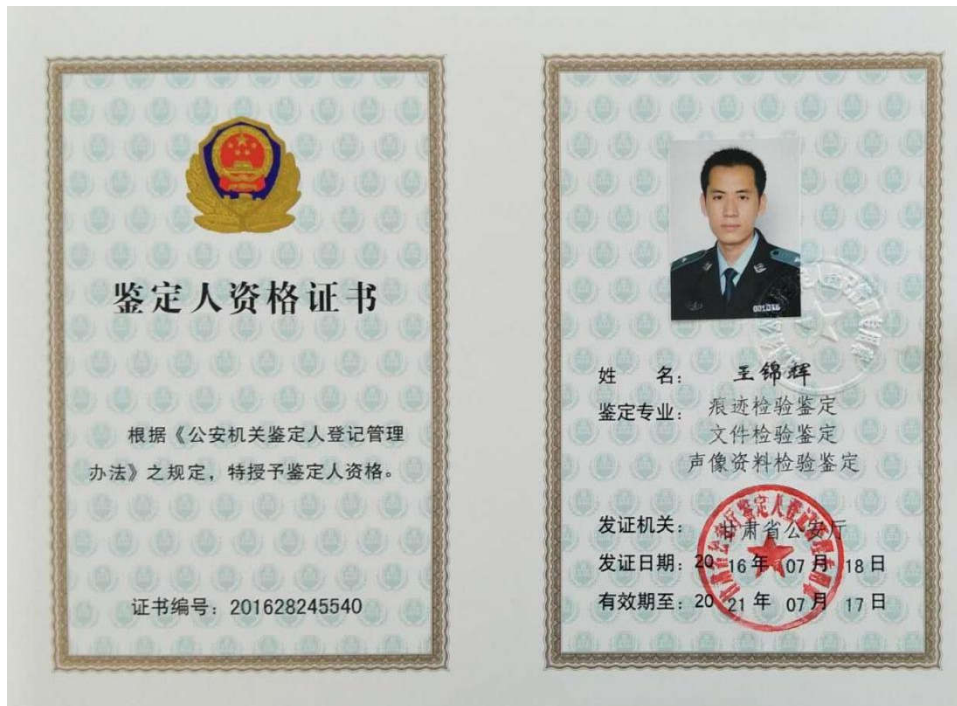 鉴定人资格证书
根据《公安机关鉴定人登记管理
办法》之规定，特授予鉴定人资格。
证书编号：201628245540
001056
姓 名：王锦辉
鉴定专业：痕迹检验鉴定
文件检验鉴定
声像资料检验鉴定
发证机关：甘肃省公安厅
发证日期：2016年07月18日
有效期至：2021年07月17日